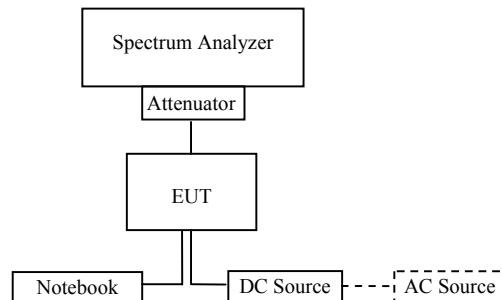 Spectrum Analyzer
Attenuator
EUT
Notebook
DC Source
AC Source